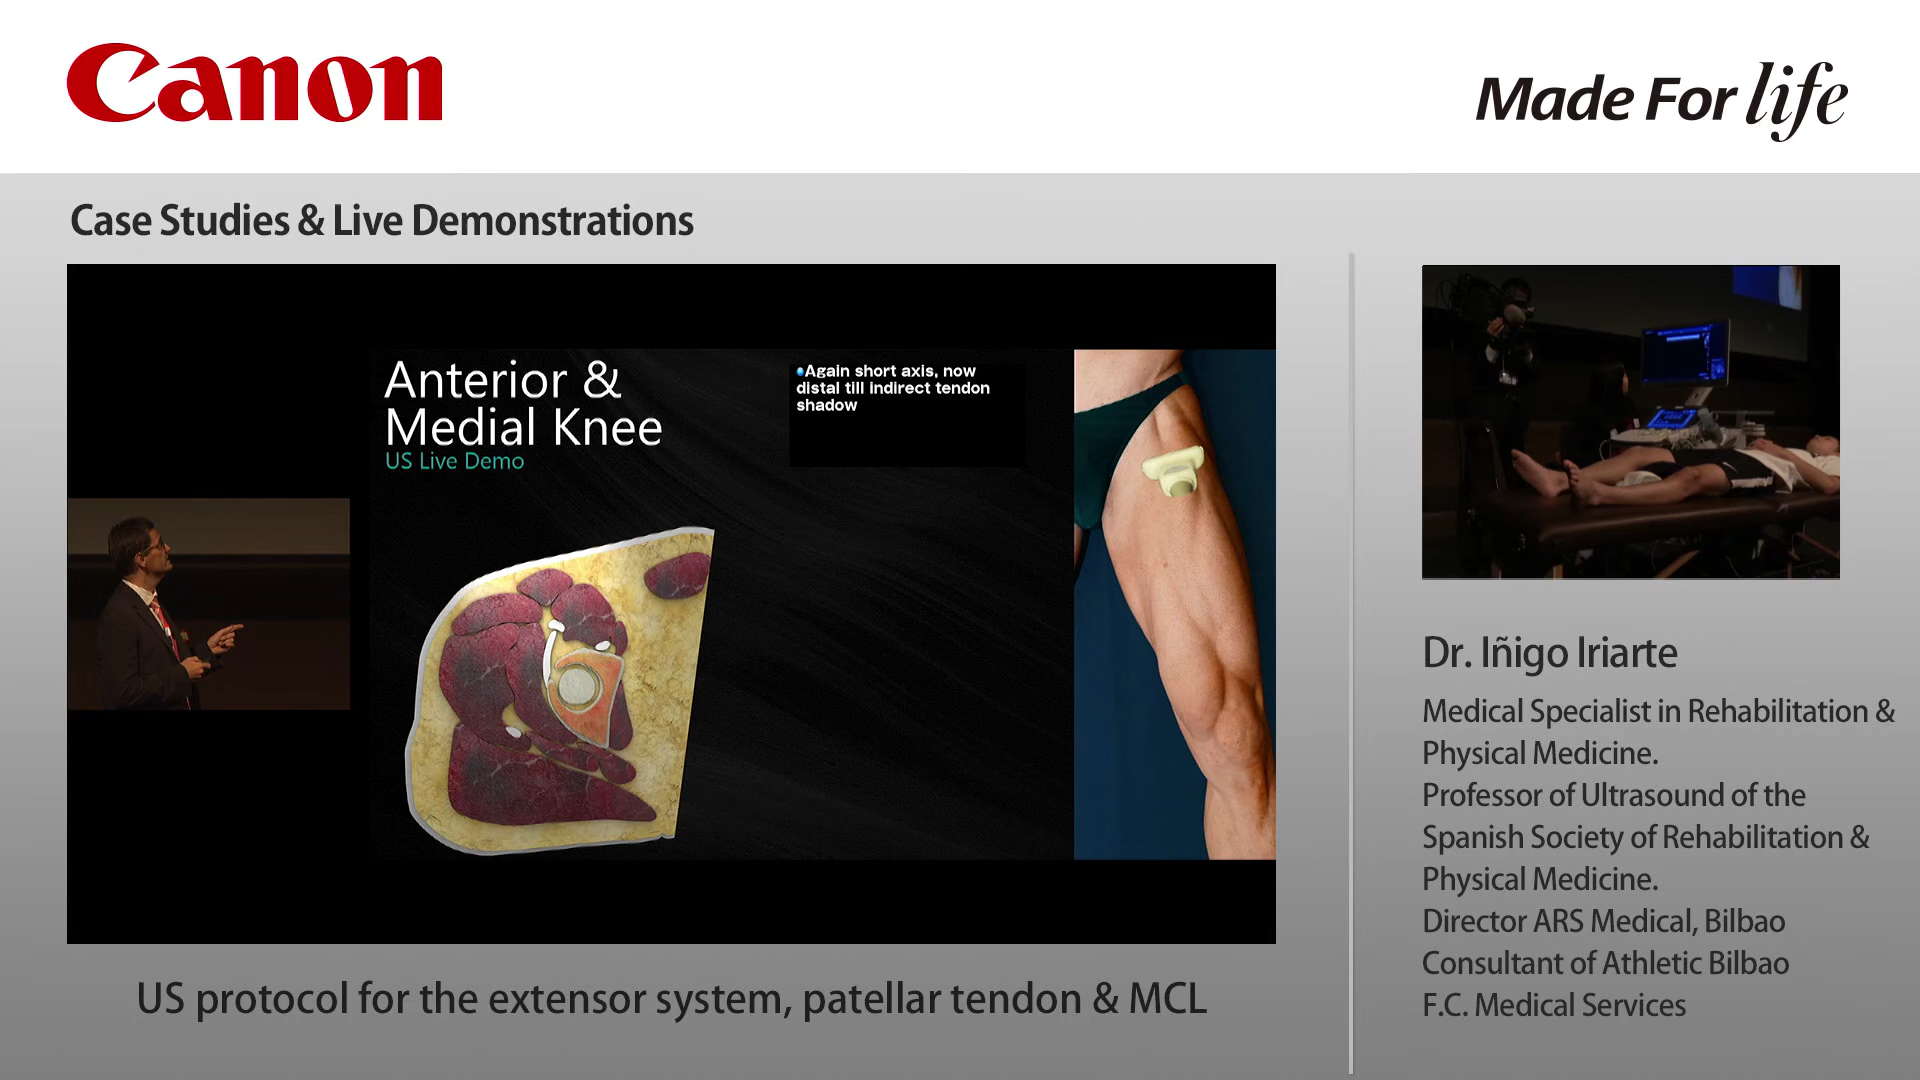 Canon
Made For life
Case Studies & Live Demonstrations
Anterior &
Medial Knee
US Live Demo
Again short axis, now
distal till indirect tendon
shadow
US protocol for the extensor system, patellar tendon & MCL
Dr. Iñigo Iriarte
Medical Specialist in Rehabilitation &
Physical Medicine.
Professor of Ultrasound of the
Spanish Society of Rehabilitation &
Physical Medicine.
Director ARS Medical, Bilbao
Consultant of Athletic Bilbao
F.C. Medical Services